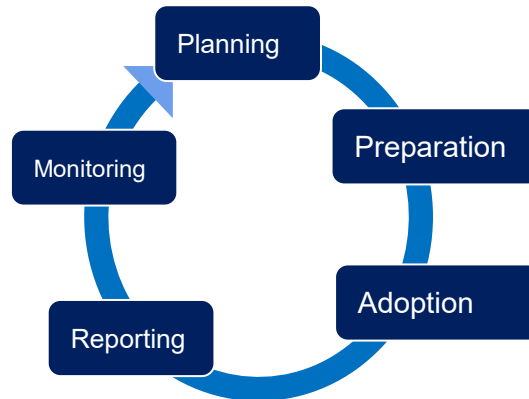 Planning
Preparation
Adoption
Reporting
Monitoring